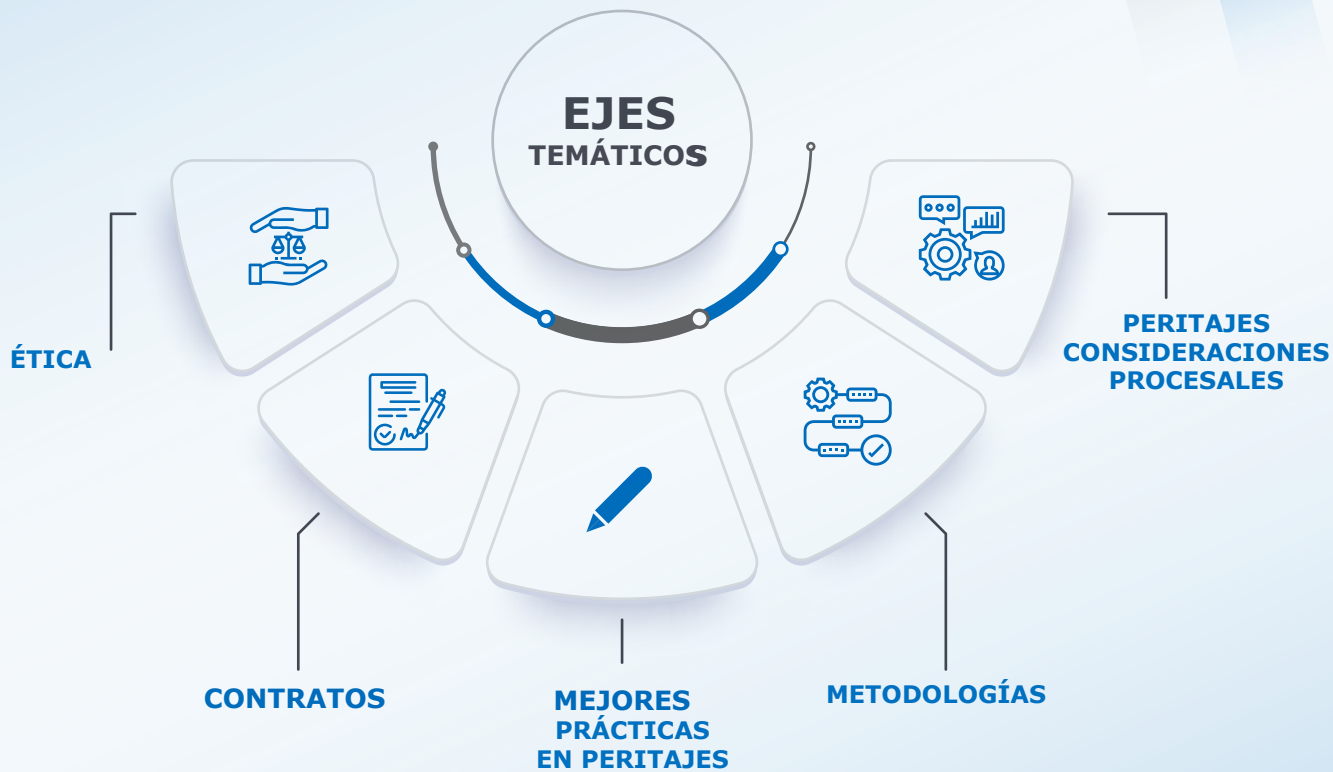 EJES
TEMÁTICOS
ÉTICA
CONTRATOS
MEJORES
PRÁCTICAS
EN PERITAJES
METODOLOGÍAS
PERITAJES
CONSIDERACIONES
PROCESALES